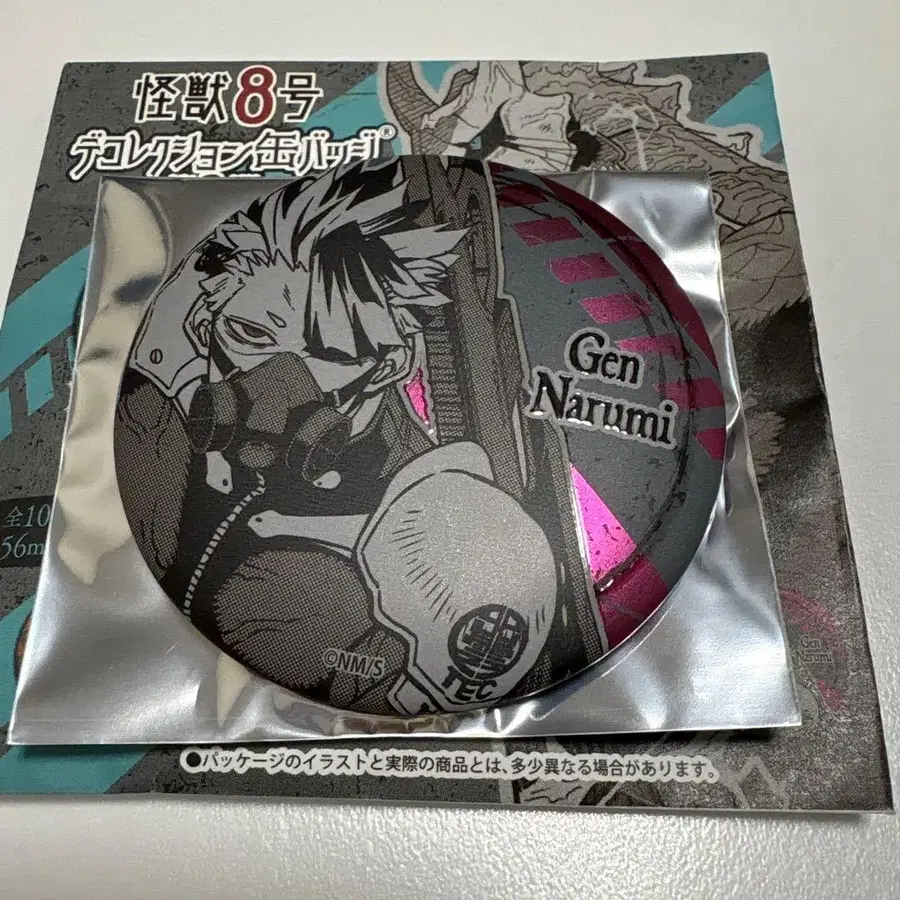 怪獣8号
デコレクション缶バッジ®
Gen
Narumi
全10
56m
©NM/S
TEC
Gen
Narumi
●パッケージのイラストと実際の商品とは、多少異なる場合があります。